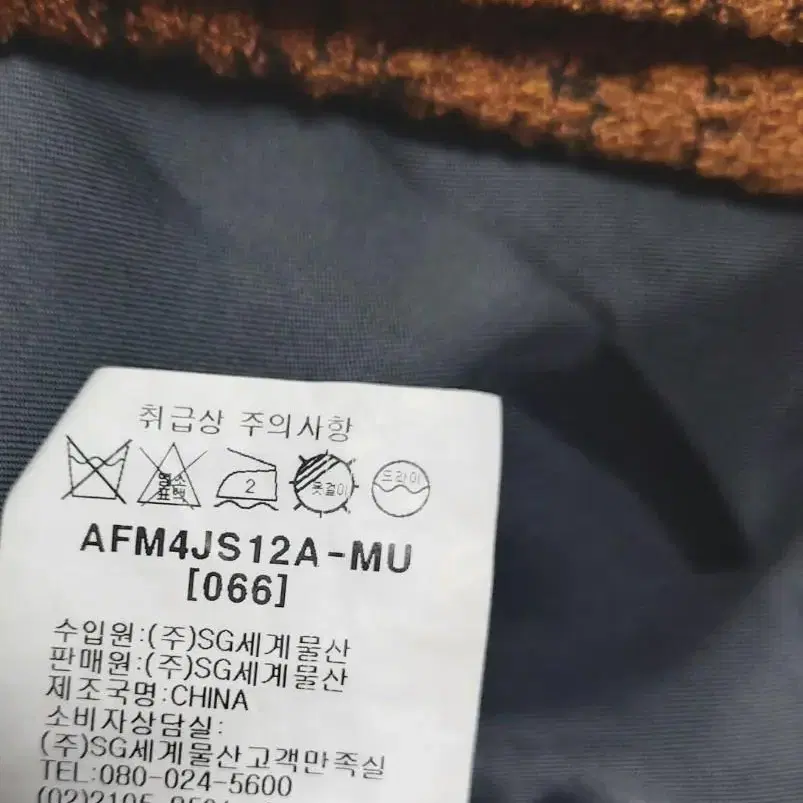 취급상 주의사항
염소
표백
2
옷걸이
드라이
AFM4JS12A-MU
[066]
수입원:(주)SG세계물산
판매원:(주)SG세계물산
제조국명:CHINA
소비자상담실:
(주)SG세계물산고객만족실
TEL:080-024-5600